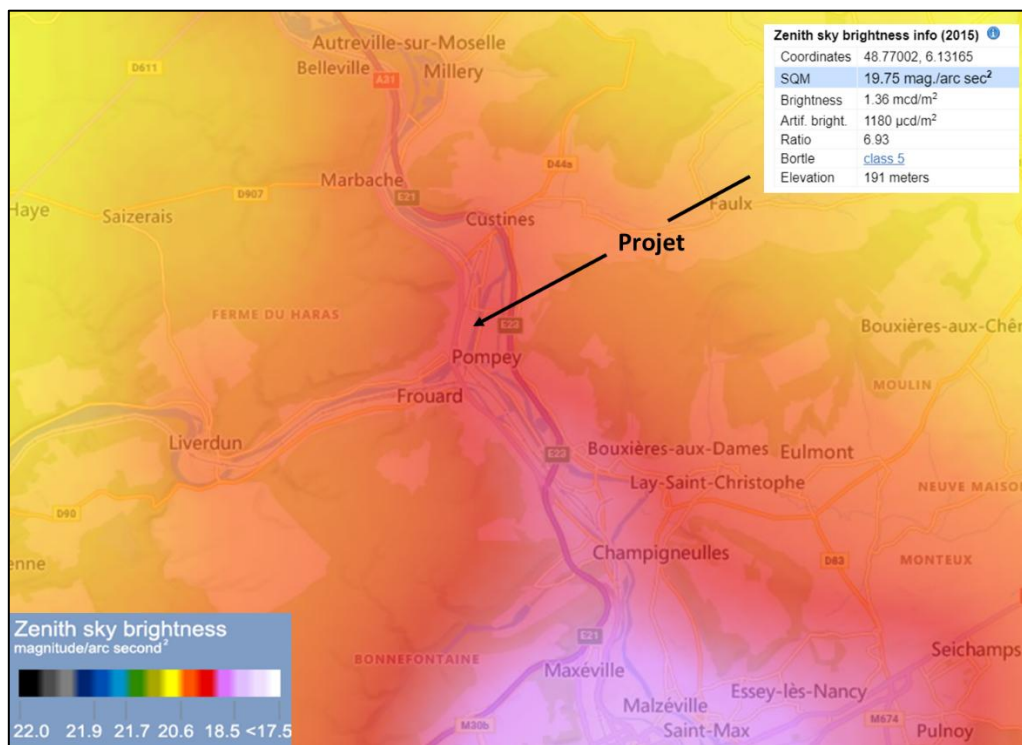 Zenith sky brightness info (2015)
Coordinates 48.77002, 6.13165
SQM 19.75 mag./arc sec²
Brightness 1.36 mcd/m²
Artif. bright. 1180 μcd/m²
Ratio 6.93
Bortle class 5
Elevation 191 meters
Autreville-sur-Moselle
D611
Belleville
Millery
A31
D44a
Marbache
D907
E21
Haye
Saizerais
Custines
Faulx
Projet
FERME DU HARAS
E23
Bouxières-aux-Chên
Pompey
Frouard
MOULIN
Liverdun
Bouxières-aux-Dames
Eulmont
E23
Lay-Saint-Christophe
NEUVE MAISO
D90
Champigneulles
D83
MONTEUX
enne
Zenith sky brightness
magnitude/arc second²
22.0 21.9 21.7 20.6 18.5 <17.5
E21
BONNEFONTAINE
Maxéville
Seichamps
Essey-lès-Nancy
Malzéville
M30b
Saint-Max
M674
Pulnoy